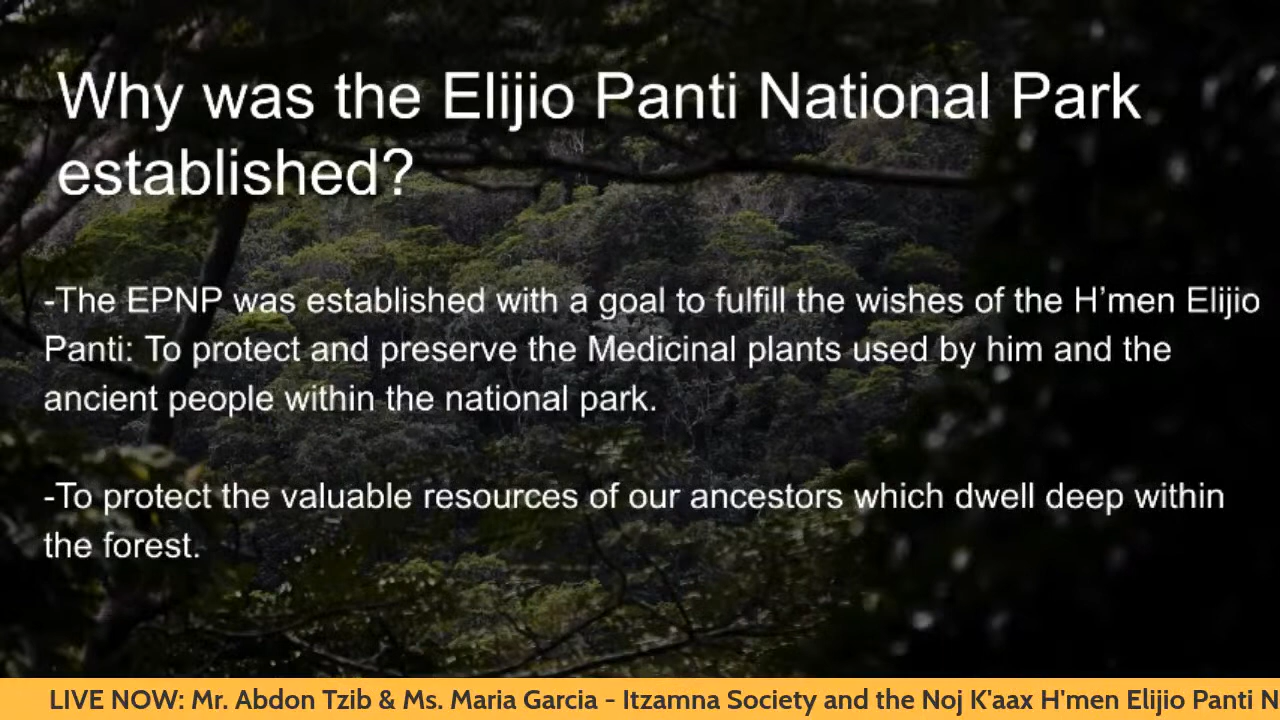 Why was the Elijio Panti National Park
established?
-The EPNP was established with a goal to fulfill the wishes of the H’men Elijio
Panti: To protect and preserve the Medicinal plants used by him and the
ancient people within the national park.
-To protect the valuable resources of our ancestors which dwell deep within
the forest.
LIVE NOW: Mr. Abdon Tzib & Ms. Maria Garcia - Itzamna Society and the Noj K'aax H'men Elijio Panti N